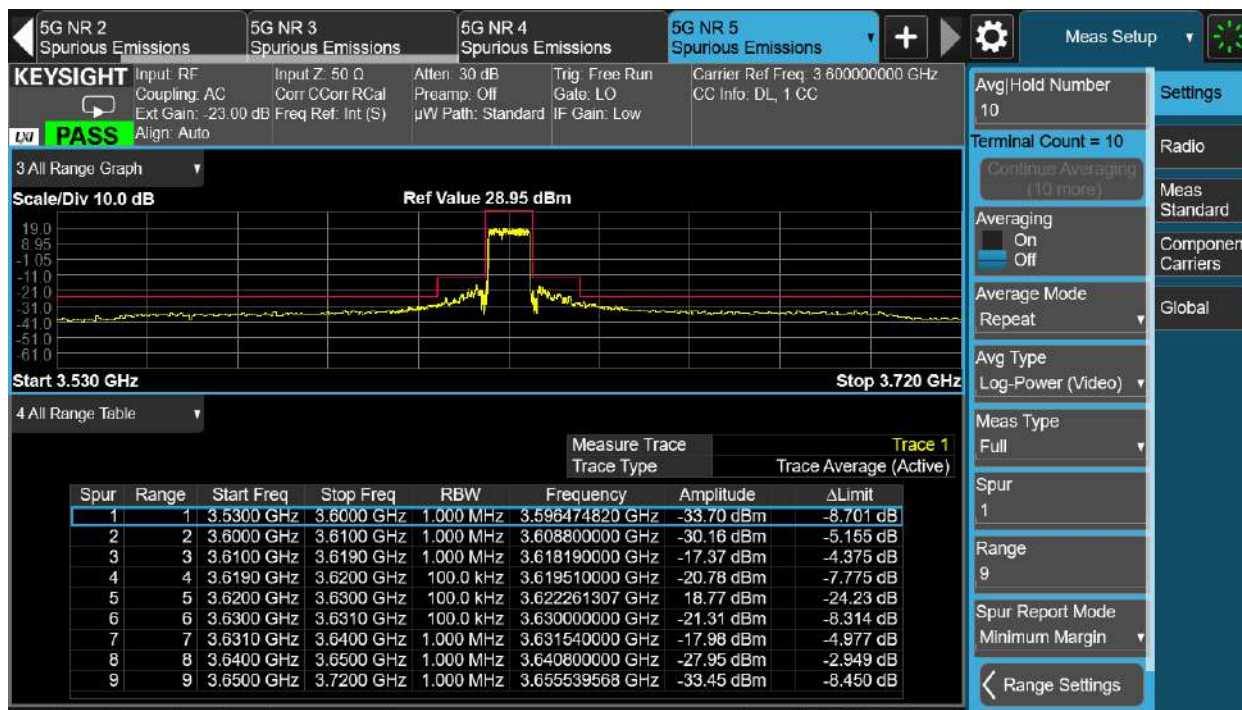 5G NR 2
Spurious Emissions
5G NR 3
Spurious Emissions
5G NR 4
Spurious Emissions
5G NR 5
Spurious Emissions
+
Meas Setup
KEYSIGHT
LXI
PASS
Input: RF
Coupling: AC
Ext Gain: -23.00 dB
Align: Auto
Input Z: 50 Ω
Corr CCorr RCal
Freq Ref: Int (S)
Atten: 30 dB
Preamp: Off
µW Path: Standard
Trig: Free Run
Gate: LO
IF Gain: Low
Carrier Ref Freq: 3.600000000 GHz
CC Info: DL, 1 CC
3 All Range Graph
Scale/Div 10.0 dB
Ref Value 28.95 dBm
19.0
8.95
-1.05
-11.0
-21.0
-31.0
-41.0
-51.0
-61.0
Start 3.530 GHz
Stop 3.720 GHz
4 All Range Table
Measure Trace Trace 1
Trace Type Trace Average (Active)
Spur Range Start Freq Stop Freq RBW Frequency Amplitude ΔLimit
1 1 3.5300 GHz 3.6000 GHz 1.000 MHz 3.596474820 GHz -33.70 dBm -8.701 dB
2 2 3.6000 GHz 3.6100 GHz 1.000 MHz 3.608800000 GHz -30.16 dBm -5.155 dB
3 3 3.6100 GHz 3.6190 GHz 1.000 MHz 3.618190000 GHz -17.37 dBm -4.375 dB
4 4 3.6190 GHz 3.6200 GHz 100.0 kHz 3.619510000 GHz -20.78 dBm -7.775 dB
5 5 3.6200 GHz 3.6300 GHz 100.0 kHz 3.622261307 GHz 18.77 dBm -24.23 dB
6 6 3.6300 GHz 3.6310 GHz 100.0 kHz 3.630000000 GHz -21.31 dBm -8.314 dB
7 7 3.6310 GHz 3.6400 GHz 1.000 MHz 3.631540000 GHz -17.98 dBm -4.977 dB
8 8 3.6400 GHz 3.6500 GHz 1.000 MHz 3.640800000 GHz -27.95 dBm -2.949 dB
9 9 3.6500 GHz 3.7200 GHz 1.000 MHz 3.655539568 GHz -33.45 dBm -8.450 dB
Avg|Hold Number
10
Terminal Count = 10
Continue Averaging
(10 more)
Averaging
On
Off
Average Mode
Repeat
Avg Type
Log-Power (Video)
Meas Type
Full
Spur
1
Range
9
Spur Report Mode
Minimum Margin
Range Settings
Settings
Radio
Meas
Standard
Componen
Carriers
Global